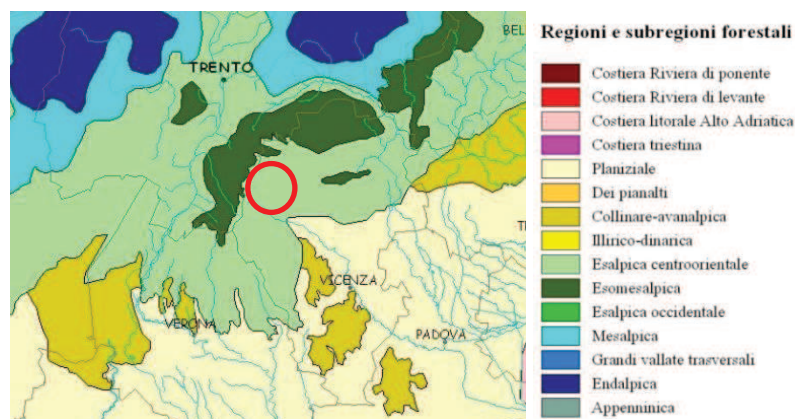 BEL
TRENTO
T
VICENZA
VERONA
PADOVA
Regioni e subregioni forestali
Costiera Riviera di ponente
Costiera Riviera di levante
Costiera litorale Alto Adriatica
Costiera triestina
Planiziale
Dei pianalti
Collinare-avanalpica
Illirico-dinarica
Esalpica centroorientale
Esomesalpica
Esalpica occidentale
Mesalpica
Grandi vallate trasversali
Endalpica
Appenninica